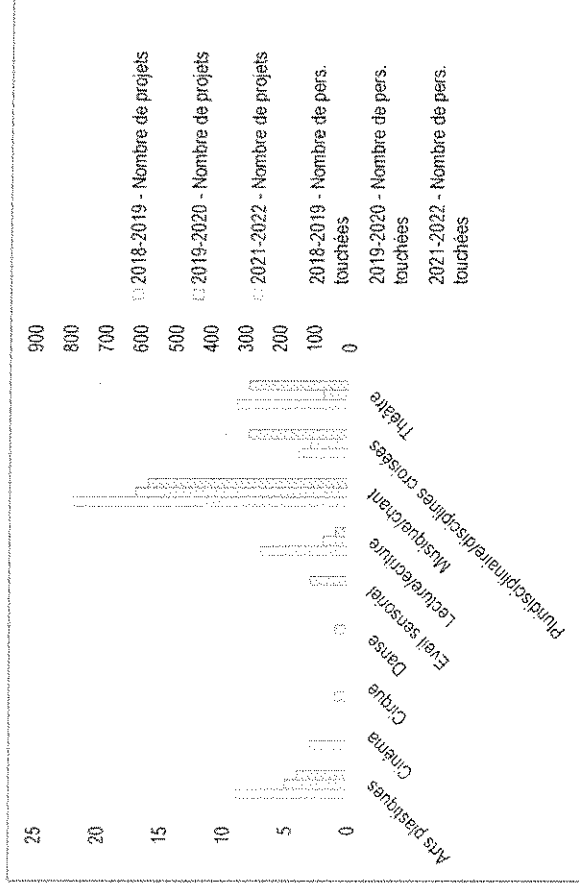 25
20
15
10
5
0
900
800
700
600
500
400
300
200
100
0
Arts plastiques
Cinéma
Cirque
Danse
Eveil sensoriel
Lecture/ecriture
Musique/chant
Pluridisciplinaire/disciplines croisées
Théâtre
2018-2019 - Nombre de projets
2019-2020 - Nombre de projets
2021-2022 - Nombre de projets
2018-2019 - Nombre de pers.
touchées
2019-2020 - Nombre de pers.
touchées
2021-2022 - Nombre de pers.
touchées